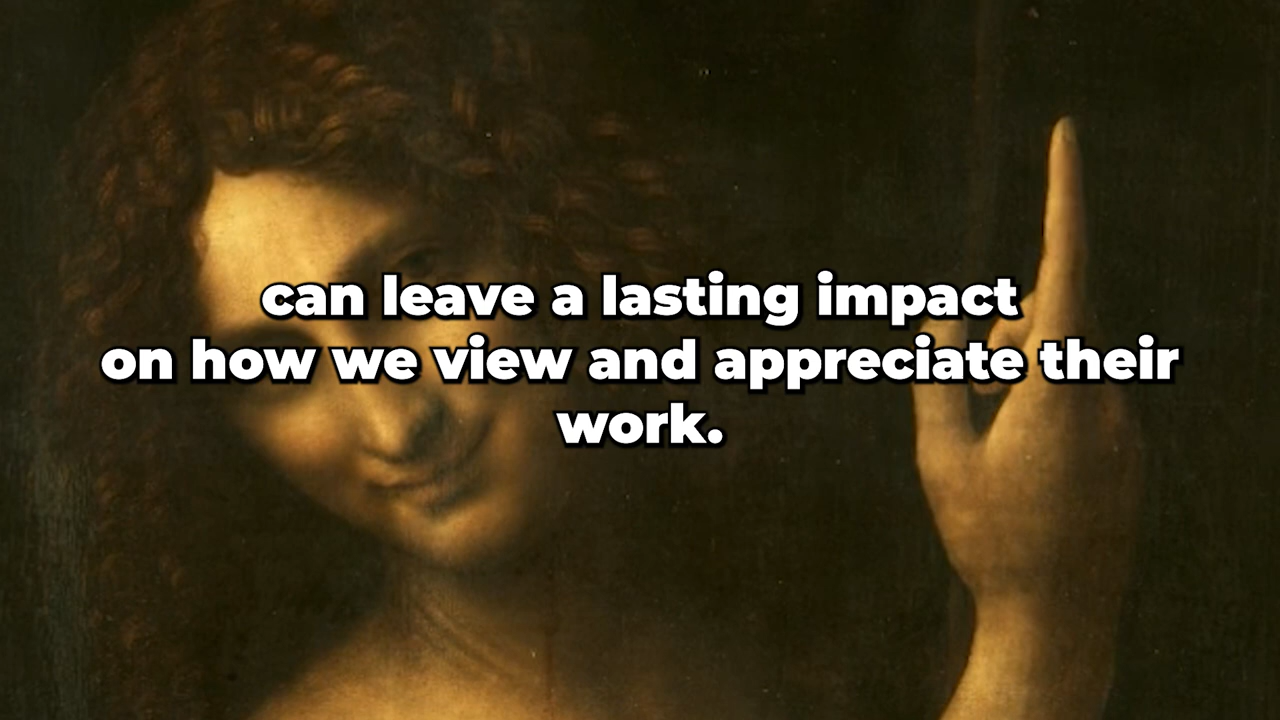 can leave a lasting impact
on how we view and appreciate their
work.